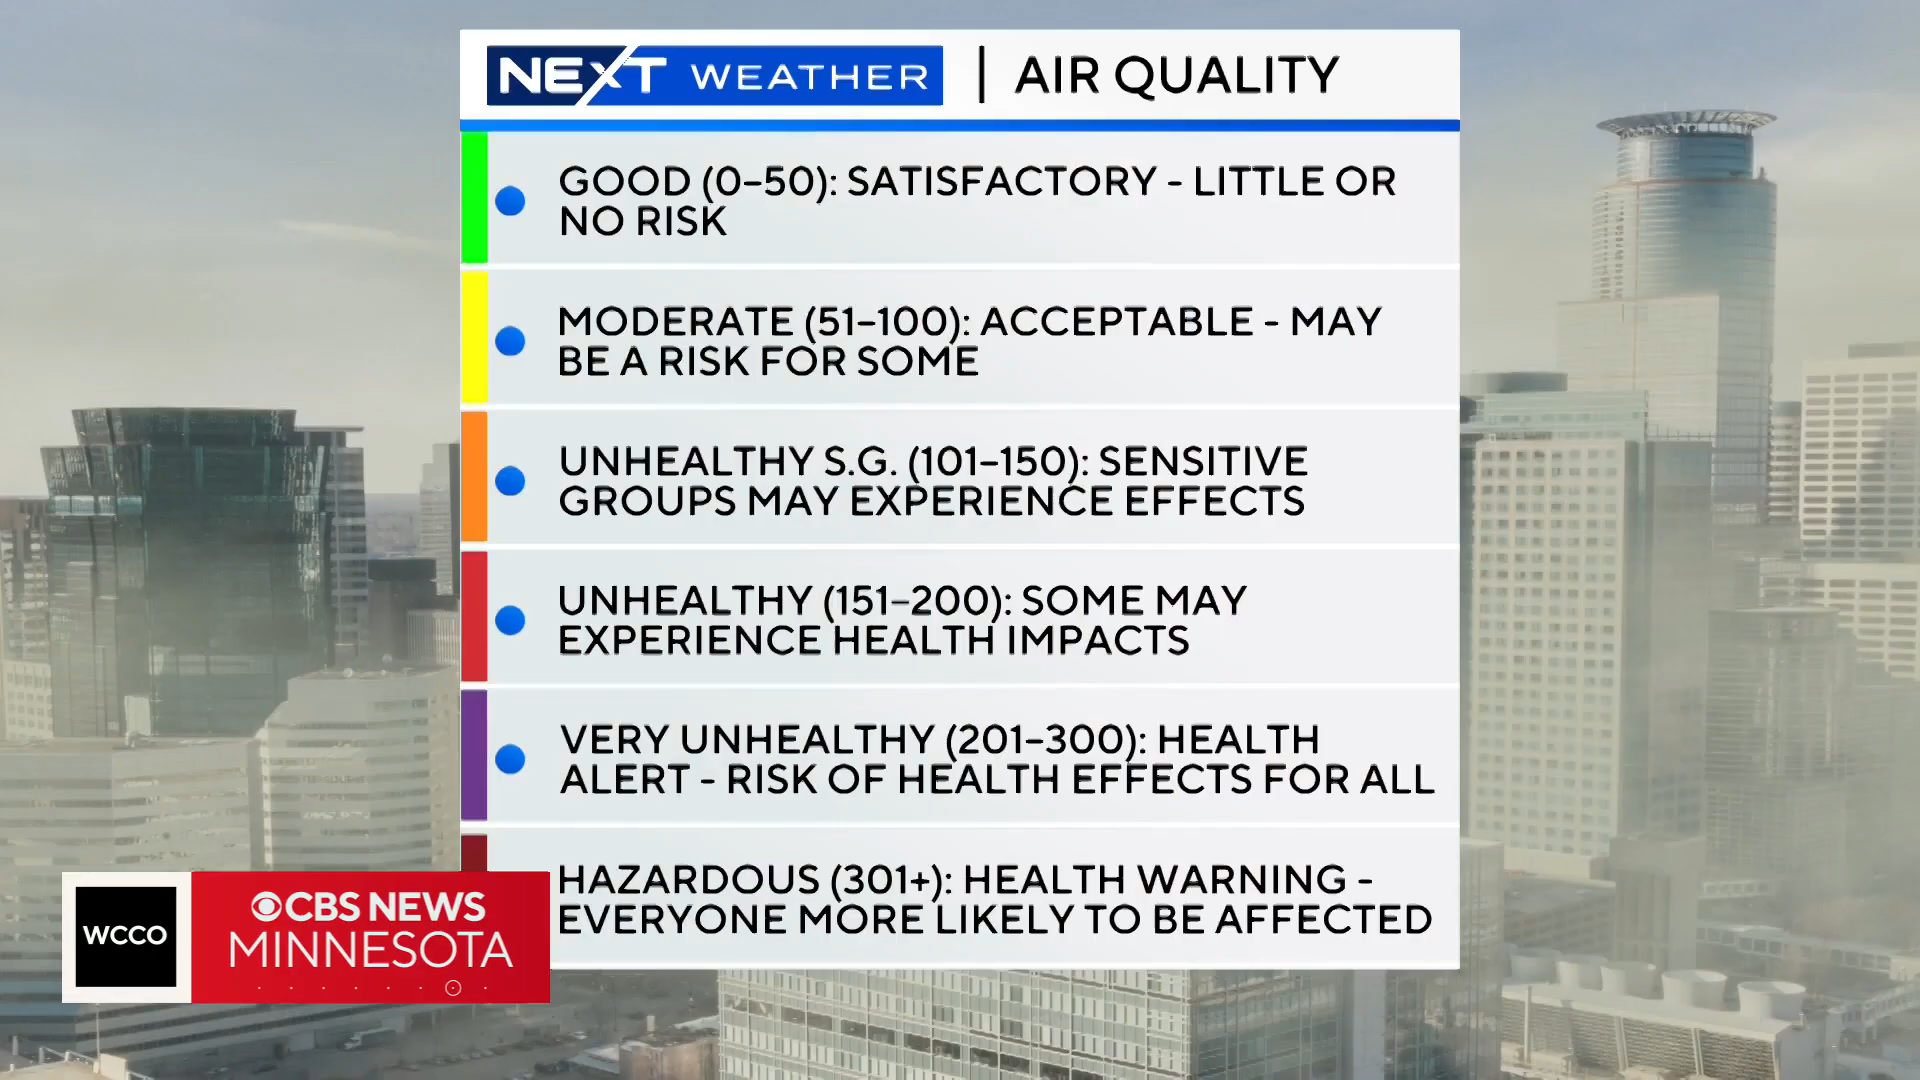 NEXT WEATHER | AIR QUALITY
GOOD (0–50): SATISFACTORY - LITTLE OR
NO RISK
MODERATE (51–100): ACCEPTABLE - MAY
BE A RISK FOR SOME
UNHEALTHY S.G. (101–150): SENSITIVE
GROUPS MAY EXPERIENCE EFFECTS
UNHEALTHY (151–200): SOME MAY
EXPERIENCE HEALTH IMPACTS
VERY UNHEALTHY (201–300): HEALTH
ALERT - RISK OF HEALTH EFFECTS FOR ALL
HAZARDOUS (301+): HEALTH WARNING -
EVERYONE MORE LIKELY TO BE AFFECTED
WCCO
CBS NEWS
MINNESOTA